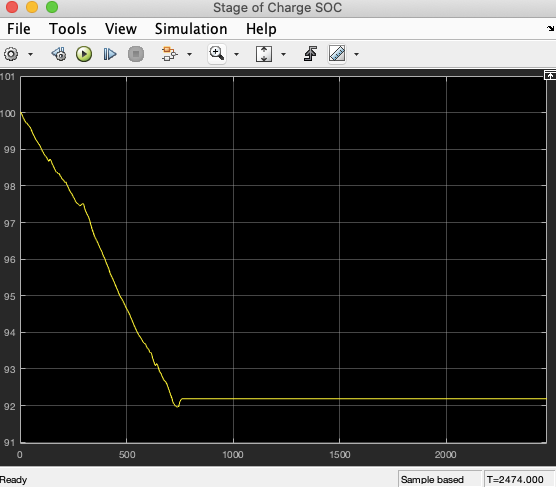 Stage of Charge SOC
File Tools View Simulation Help
101
100
99
98
97
96
95
94
93
92
91
0 500 1000 1500 2000
Ready Sample based T=2474.000